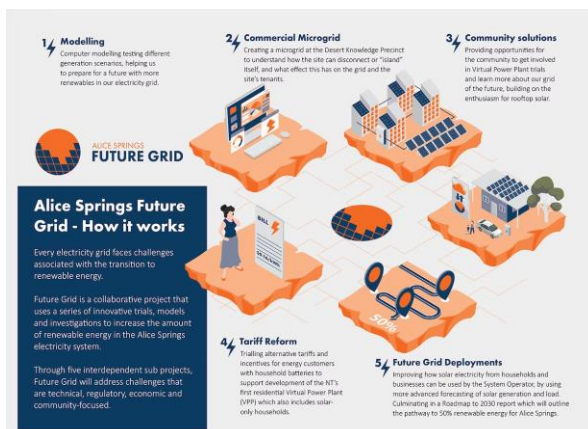 1 Modelling
Computer modelling testing different
generation scenarios, helping us
to prepare for a future with more
renewables in our electricity grid.
2 Commercial Microgrid
Creating a microgrid at the Desert Knowledge Precinct
to understand how the site can disconnect or "island"
itself, and what effect this has on the grid and the
site's tenants.
3 Community solutions
Providing opportunities for
the community to get involved
in Virtual Power Plant trials
and learn more about our grid
of the future, building on the
enthusiasm for rooftop solar.
ALICE SPRINGS
FUTURE GRID
Alice Springs Future
Grid - How it works
Every electricity grid faces challenges
associated with the transition to
renewable energy.
Future Grid is a collaborative project that
uses a series of innovative trials, models
and investigations to increase the amount
of renewable energy in the Alice Springs
electricity system.
Through five interdependent sub projects,
Future Grid will address challenges that
are technical, regulatory, economic and
community-focused.
BILL
50%
4 Tariff Reform
Trialling alternative tariffs and
incentives for energy customers
with household batteries to
support development of the NT's
first residential Virtual Power Plant
(VPP) which also includes solar-
only households.
5 Future Grid Deployments
Improving how solar electricity from households and
businesses can be used by the System Operator, by using
more advanced forecasting of solar generation and load.
Culminating in a Roadmap to 2030 report which will outline
the pathway to 50% renewable energy for Alice Springs.